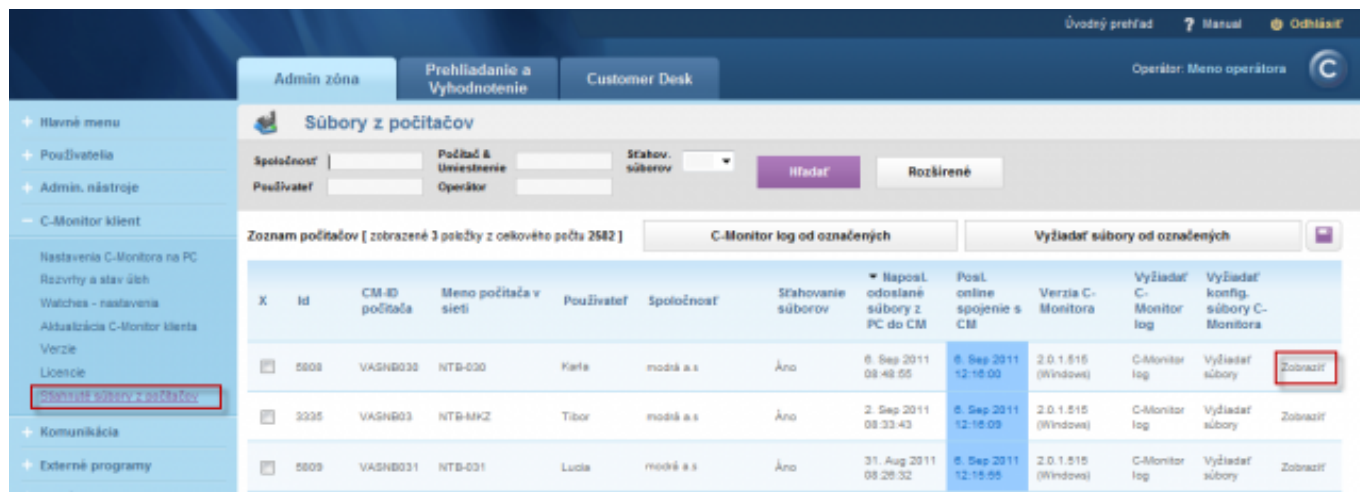 Úvodný prehľad ? Manual Odhlásiť
Admin zóna
Prehliadanie a Vyhodnotenie
Customer Desk
Operátor: Meno operátora
Hlavné menu
Používatelia
Admin. nástroje
C-Monitor klient
Nastavenia C-Monitora na PC
Rozvrhy a stav úloh
Watches - nastavenia
Aktualizácia C-Monitor klienta
Verzie
Licencie
Stiahnuté súbory z počítačov
Komunikácia
Externé programy
Súbory z počítačov
Spoločnosť
Počítač & Umiestnenie
Sťahov. súborov
Používateľ
Operátor
Hľadať
Rozšírené
Zoznam počítačov [ zobrazené 3 položky z celkového počtu 2582 ]
C-Monitor log od označených
Vyžiadať súbory od označených
X Id CM-ID počítača Meno počítača v sieti Používateľ Spoločnosť Sťahovanie súborov Naposl. odoslané súbory z PC do CM Posl. online spojenie s CM Verzia C-Monitora Vyžiadať C-Monitor log Vyžiadať konfig. súbory C-Monitora
5808 VASNB030 NTB-030 Karla modrá a.s Áno 6. Sep 2011 08:48:55 6. Sep 2011 12:16:00 2.0.1.515 (Windows) C-Monitor log Vyžiadať súbory Zobraziť
3335 VASNB03 NTB-MKZ Tibor modrá a.s Áno 2. Sep 2011 08:33:43 6. Sep 2011 12:16:09 2.0.1.515 (Windows) C-Monitor log Vyžiadať súbory Zobraziť
5809 VASNB031 NTB-031 Lucia modrá a.s Áno 31. Aug 2011 08:26:32 6. Sep 2011 12:15:55 2.0.1.515 (Windows) C-Monitor log Vyžiadať súbory Zobraziť